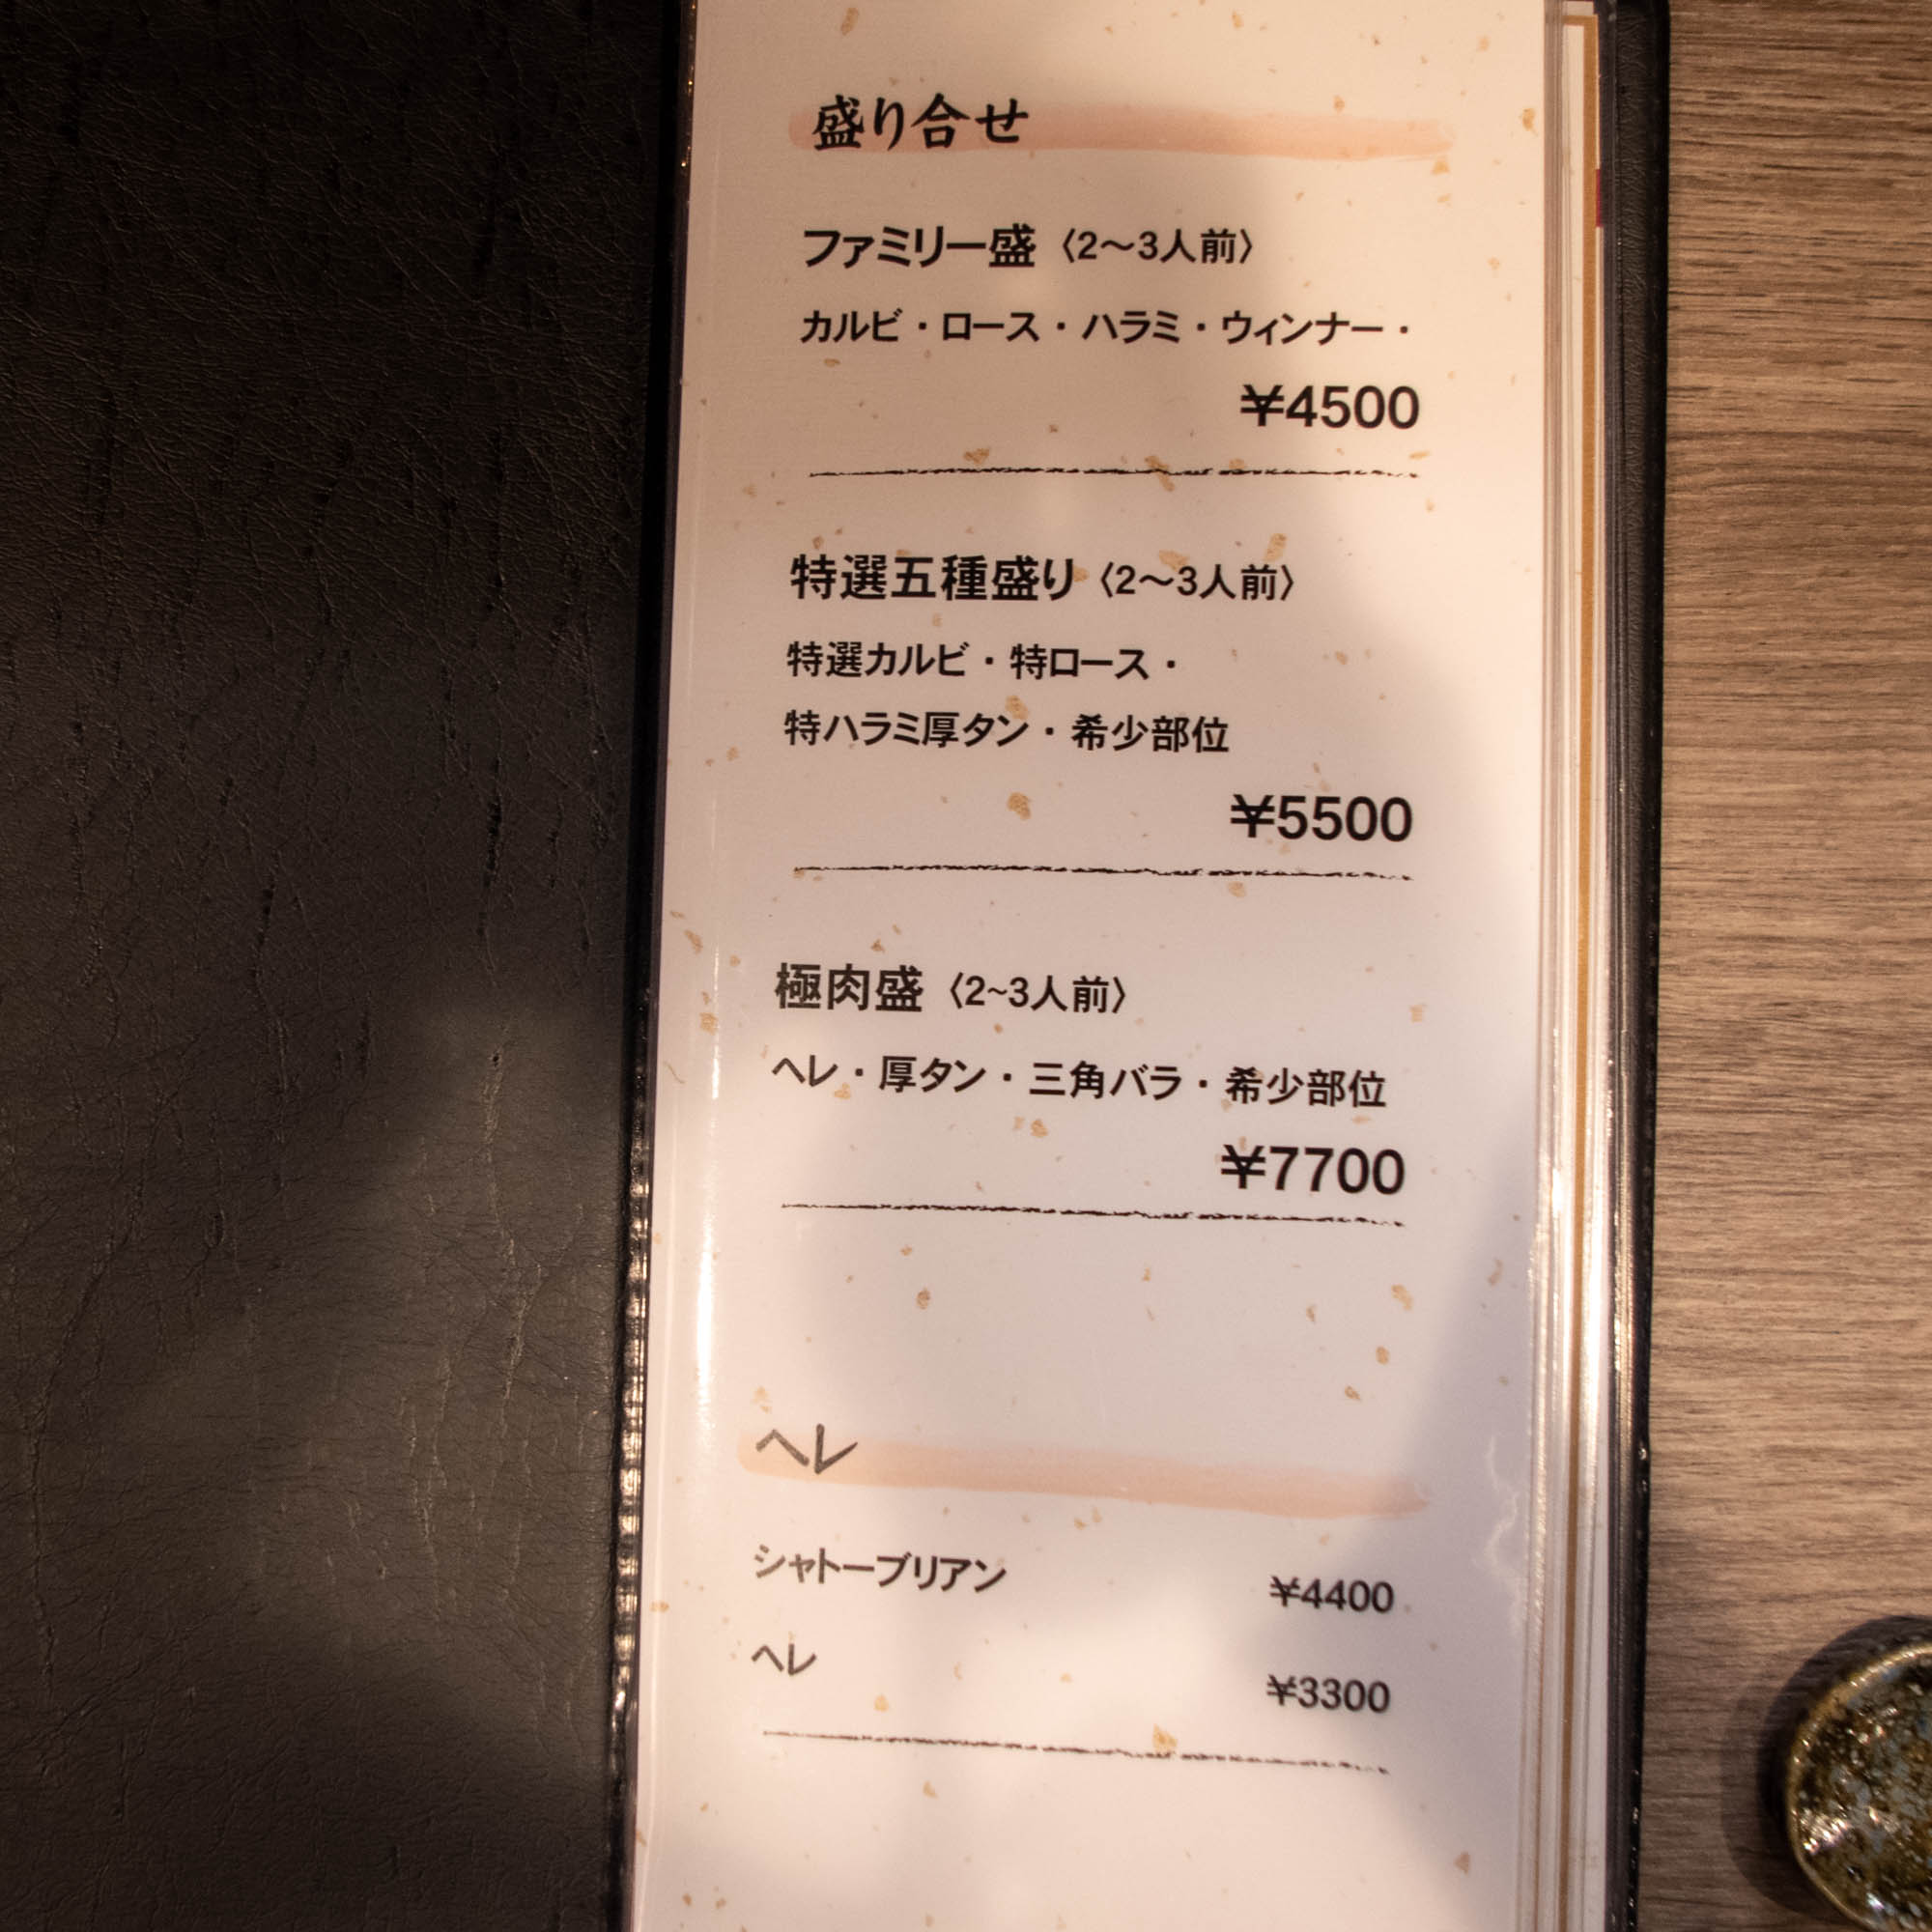 盛り合せ
ファミリー盛〈2〜3人前〉
カルビ・ロース・ハラミ・ウィンナー・
¥4500
特選五種盛り〈2〜3人前〉
特選カルビ・特ロース・
特ハラミ厚タン・希少部位
¥5500
極肉盛〈2~3人前〉
ヘレ・厚タン・三角バラ・希少部位
¥7700
ヘレ
シャトーブリアン ¥4400
ヘレ ¥3300